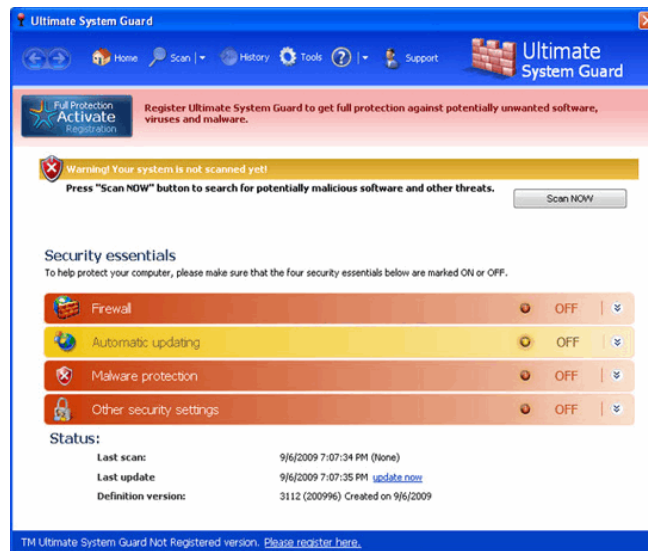 Ultimate System Guard
Home Scan History Tools Support
Ultimate
System Guard
Full Protection
Activate
Registration
Register Ultimate System Guard to get full protection against potentially unwanted software,
viruses and malware.
Warning! Your system is not scanned yet!
Press "Scan NOW" button to search for potentially malicious software and other threats.
Scan NOW
Security essentials
To help protect your computer, please make sure that the four security essentials below are marked ON or OFF.
Firewall OFF
Automatic updating OFF
Malware protection OFF
Other security settings OFF
Status:
Last scan: 9/6/2009 7:07:34 PM (None)
Last update 9/6/2009 7:07:35 PM update now
Definition version: 3112 (200996) Created on 9/6/2009
TM Ultimate System Guard Not Registered version. Please register here.